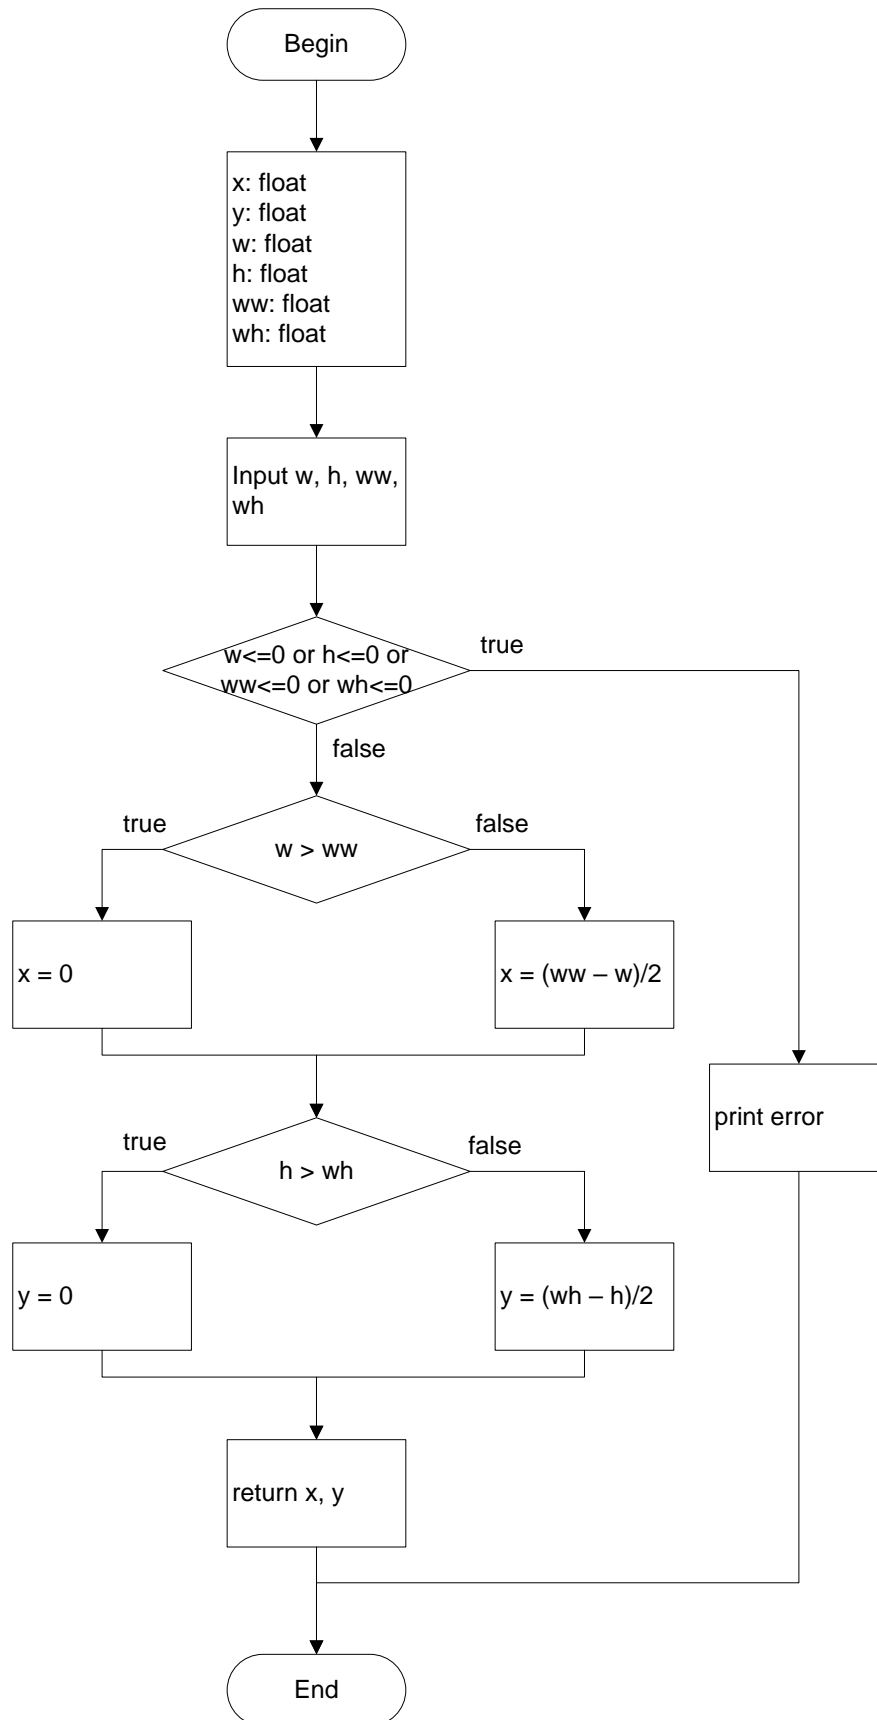 Begin
x: float
y: float
w: float
h: float
ww: float
wh: float
Input w, h, ww,
wh
w<=0 or h<=0 or
ww<=0 or wh<=0
true
false
w > ww
true
false
x = 0
x = (ww – w)/2
print error
h > wh
true
false
y = 0
y = (wh – h)/2
return x, y
End